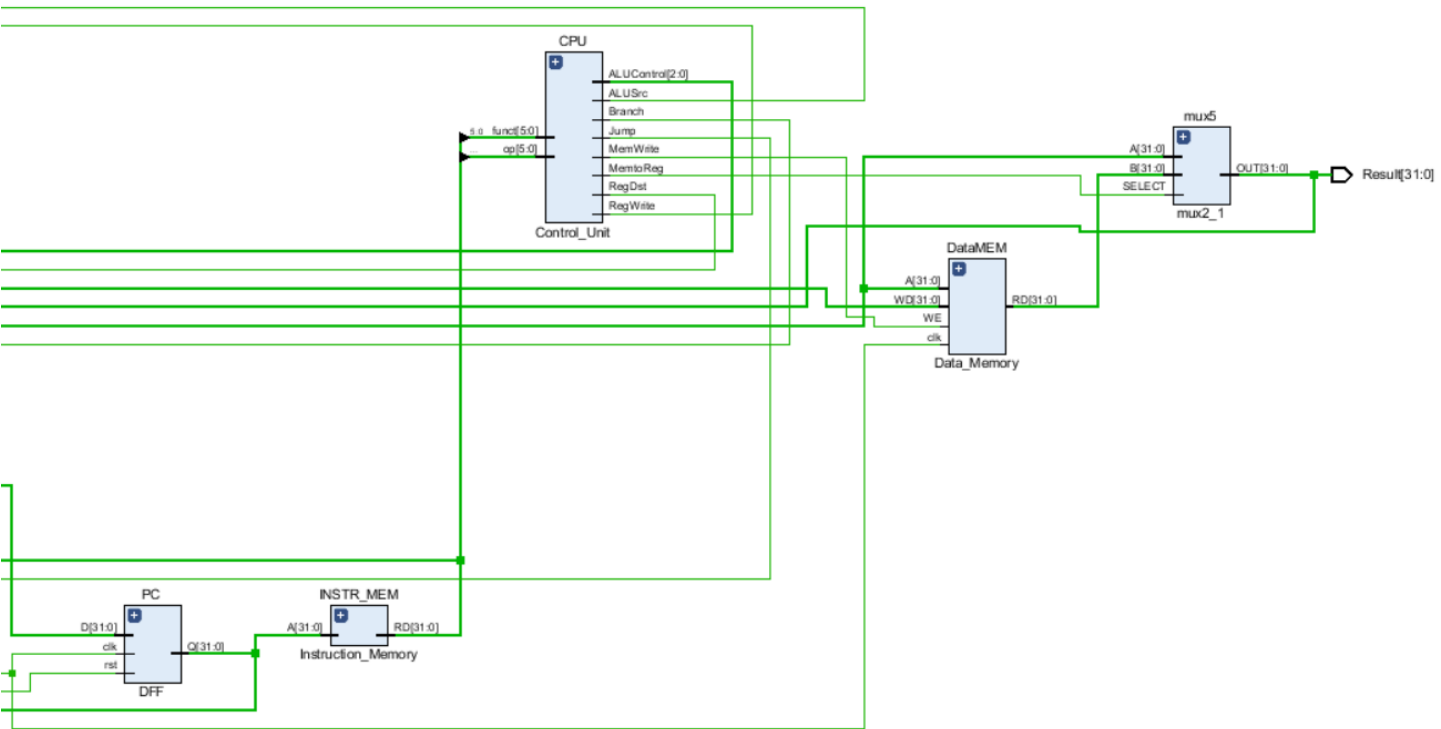 CPU
ALUControl[2:0]
ALUSrc
Branch
5:0 funct[5:0]
Jump
... op[5:0]
MemWrite
MemtoReg
RegDst
RegWrite
Control_Unit
mux5
A[31:0]
B[31:0]
OUT[31:0]
SELECT
mux2_1
Result[31:0]
DataMEM
A[31:0]
WD[31:0]
RD[31:0]
WE
clk
Data_Memory
PC
D[31:0]
clk
Q[31:0]
rst
DFF
INSTR_MEM
A[31:0]
RD[31:0]
Instruction_Memory